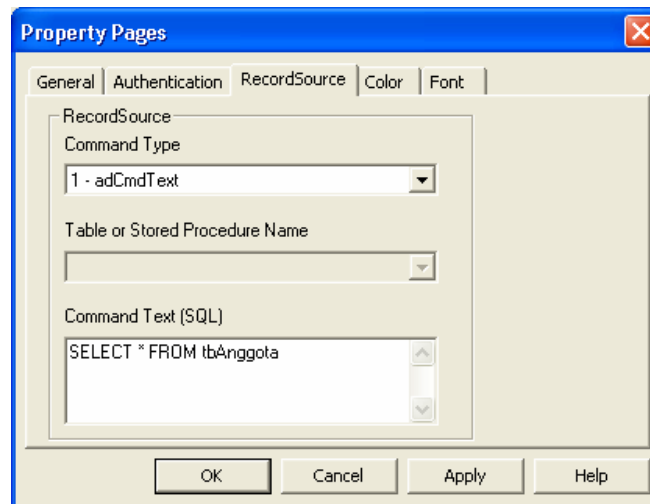 Property Pages
General Authentication RecordSource Color Font
RecordSource
Command Type
1 - adCmdText
Table or Stored Procedure Name
Command Text (SQL)
SELECT * FROM tbAnggota
OK Cancel Apply Help